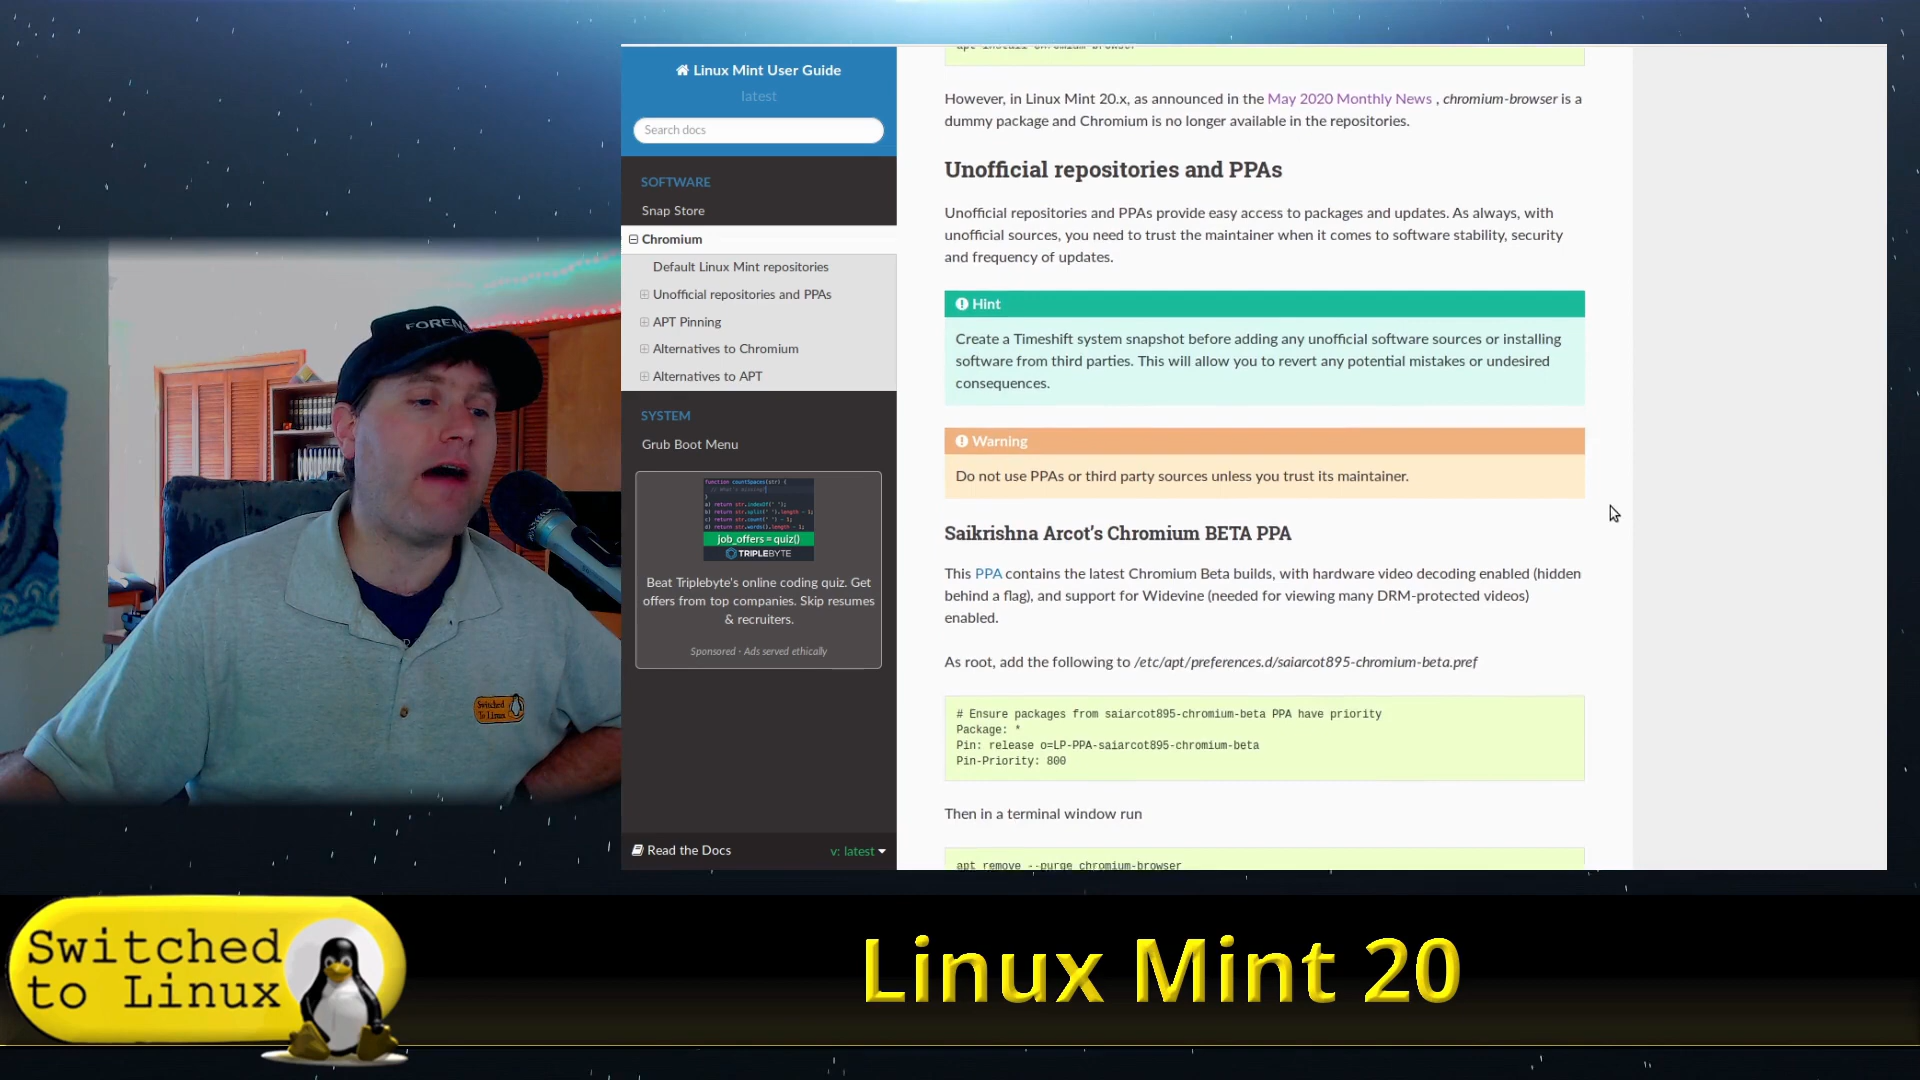 Linux Mint User Guide
latest
Search docs
SOFTWARE
Snap Store
Chromium
Default Linux Mint repositories
Unofficial repositories and PPAs
APT Pinning
Alternatives to Chromium
Alternatives to APT
SYSTEM
Grub Boot Menu
function countSpaces(str) {
job_offers = quiz()
TRIPLEBYTE
Beat Triplebyte's online coding quiz. Get
offers from top companies. Skip resumes
& recruiters.
Sponsored · Ads served ethically
Read the Docs
v: latest
apt install chromium-browser
However, in Linux Mint 20.x, as announced in the May 2020 Monthly News , chromium-browser is a
dummy package and Chromium is no longer available in the repositories.
Unofficial repositories and PPAs
Unofficial repositories and PPAs provide easy access to packages and updates. As always, with
unofficial sources, you need to trust the maintainer when it comes to software stability, security
and frequency of updates.
Hint
Create a Timeshift system snapshot before adding any unofficial software sources or installing
software from third parties. This will allow you to revert any potential mistakes or undesired
consequences.
Warning
Do not use PPAs or third party sources unless you trust its maintainer.
Saikrishna Arcot’s Chromium BETA PPA
This PPA contains the latest Chromium Beta builds, with hardware video decoding enabled (hidden
behind a flag), and support for Widevine (needed for viewing many DRM-protected videos)
enabled.
As root, add the following to /etc/apt/preferences.d/saiarcot895-chromium-beta.pref
# Ensure packages from saiarcot895-chromium-beta PPA have priority
Package: *
Pin: release o=LP-PPA-saiarcot895-chromium-beta
Pin-Priority: 800
Then in a terminal window run
apt remove --purge chromium-browser
FOREN
Switched
To Linux
Switched
to Linux
Linux Mint 20